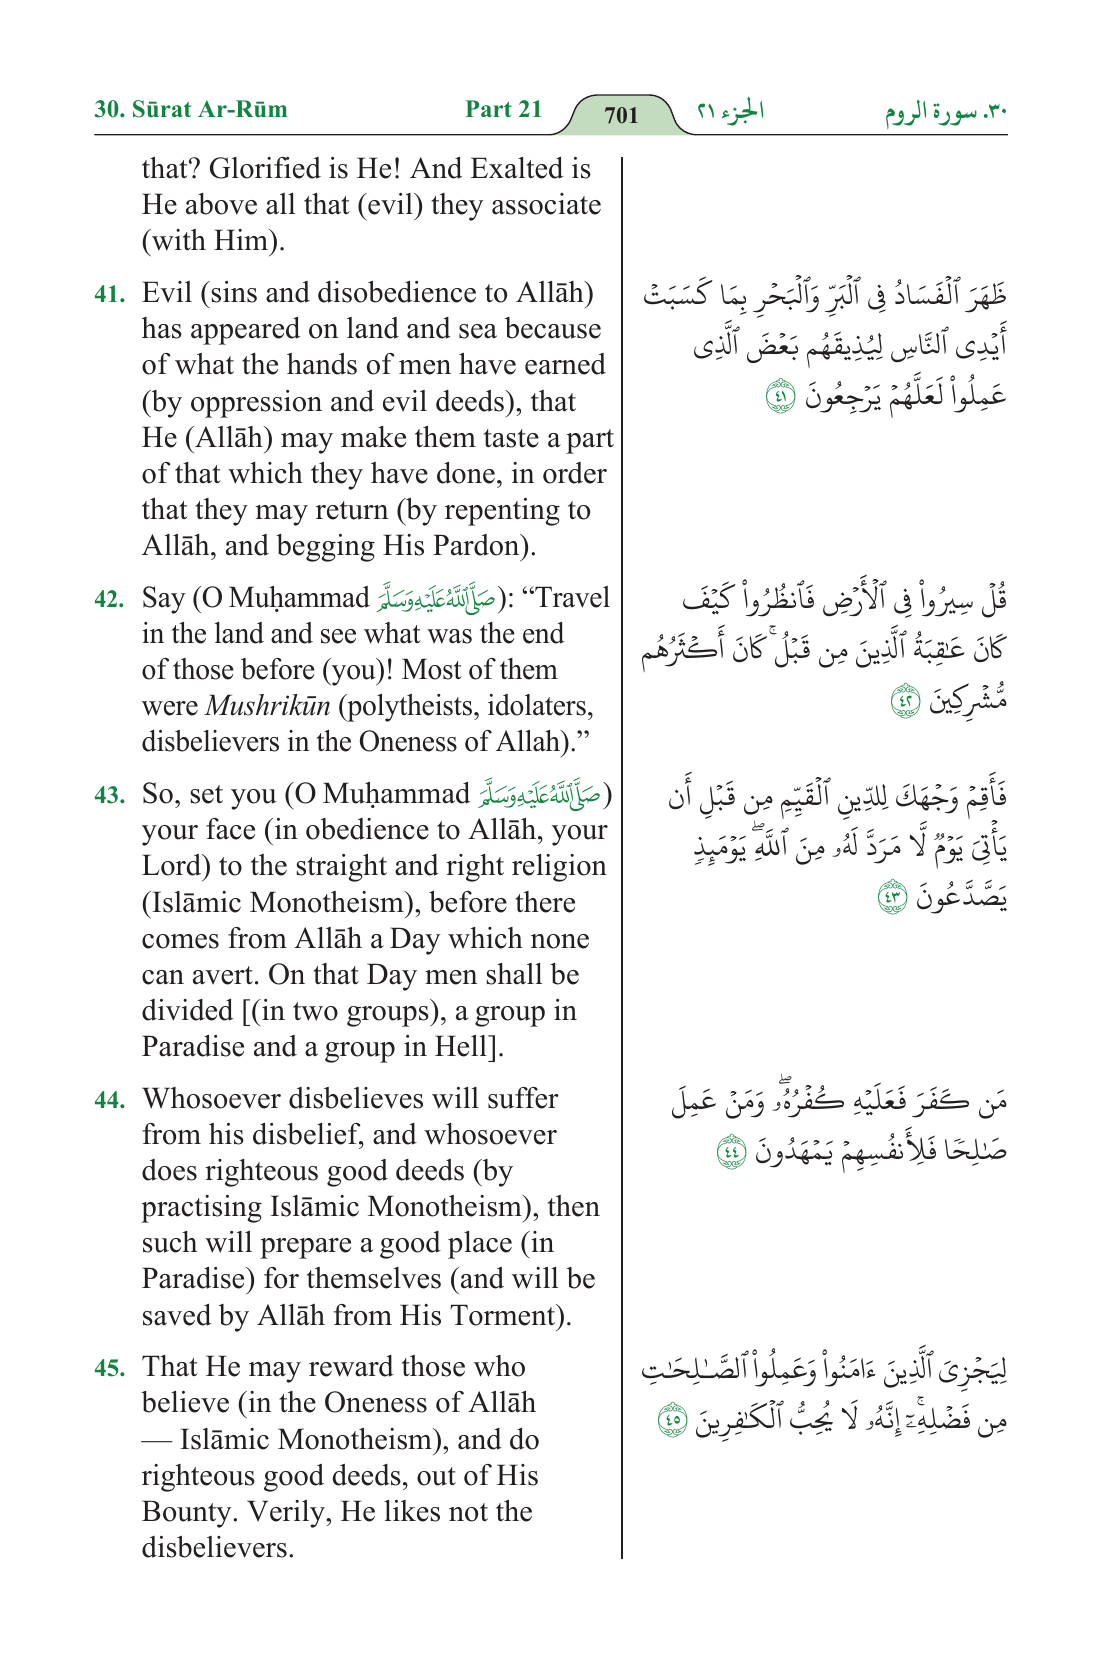 30. Sūrat Ar-Rūm Part 21 701 الجزء ٢١ ٣٠. سورة الروم
that? Glorified is He! And Exalted is
He above all that (evil) they associate
(with Him).
41. Evil (sins and disobedience to Allāh)
has appeared on land and sea because
of what the hands of men have earned
(by oppression and evil deeds), that
He (Allāh) may make them taste a part
of that which they have done, in order
that they may return (by repenting to
Allāh, and begging His Pardon).
ظَهَرَ ٱلْفَسَادُ فِى ٱلْبَرِّ وَٱلْبَحْرِ بِمَا كَسَبَتْ
أَيْدِى ٱلنَّاسِ لِيُذِيقَهُم بَعْضَ ٱلَّذِى
عَمِلُوا۟ لَعَلَّهُمْ يَرْجِعُونَ ٤١
42. Say (O Muḥammad صَلَّى ٱللَّهُ عَلَيْهِ وَسَلَّمَ): “Travel
in the land and see what was the end
of those before (you)! Most of them
were Mushrikūn (polytheists, idolaters,
disbelievers in the Oneness of Allah).”
قُلْ سِيرُوا۟ فِى ٱلْأَرْضِ فَٱنظُرُوا۟ كَيْفَ
كَانَ عَـٰقِبَةُ ٱلَّذِينَ مِن قَبْلُ ۚ كَانَ أَكْثَرُهُم
مُّشْرِكِينَ ٤٢
43. So, set you (O Muḥammad صَلَّى ٱللَّهُ عَلَيْهِ وَسَلَّمَ)
your face (in obedience to Allāh, your
Lord) to the straight and right religion
(Islāmic Monotheism), before there
comes from Allāh a Day which none
can avert. On that Day men shall be
divided [(in two groups), a group in
Paradise and a group in Hell].
فَأَقِمْ وَجْهَكَ لِلدِّينِ ٱلْقَيِّمِ مِن قَبْلِ أَن
يَأْتِىَ يَوْمٌ لَّا مَرَدَّ لَهُۥ مِنَ ٱللَّهِ ۖ يَوْمَئِذٍ
يَصَّدَّعُونَ ٤٣
44. Whosoever disbelieves will suffer
from his disbelief, and whosoever
does righteous good deeds (by
practising Islāmic Monotheism), then
such will prepare a good place (in
Paradise) for themselves (and will be
saved by Allāh from His Torment).
مَن كَفَرَ فَعَلَيْهِ كُفْرُهُۥ ۖ وَمَنْ عَمِلَ
صَـٰلِحًا فَلِأَنفُسِهِمْ يَمْهَدُونَ ٤٤
45. That He may reward those who
believe (in the Oneness of Allāh
— Islāmic Monotheism), and do
righteous good deeds, out of His
Bounty. Verily, He likes not the
disbelievers.
لِيَجْزِىَ ٱلَّذِينَ ءَامَنُوا۟ وَعَمِلُوا۟ ٱلصَّـٰلِحَـٰتِ
مِن فَضْلِهِۦٓ ۚ إِنَّهُۥ لَا يُحِبُّ ٱلْكَـٰفِرِينَ ٤٥